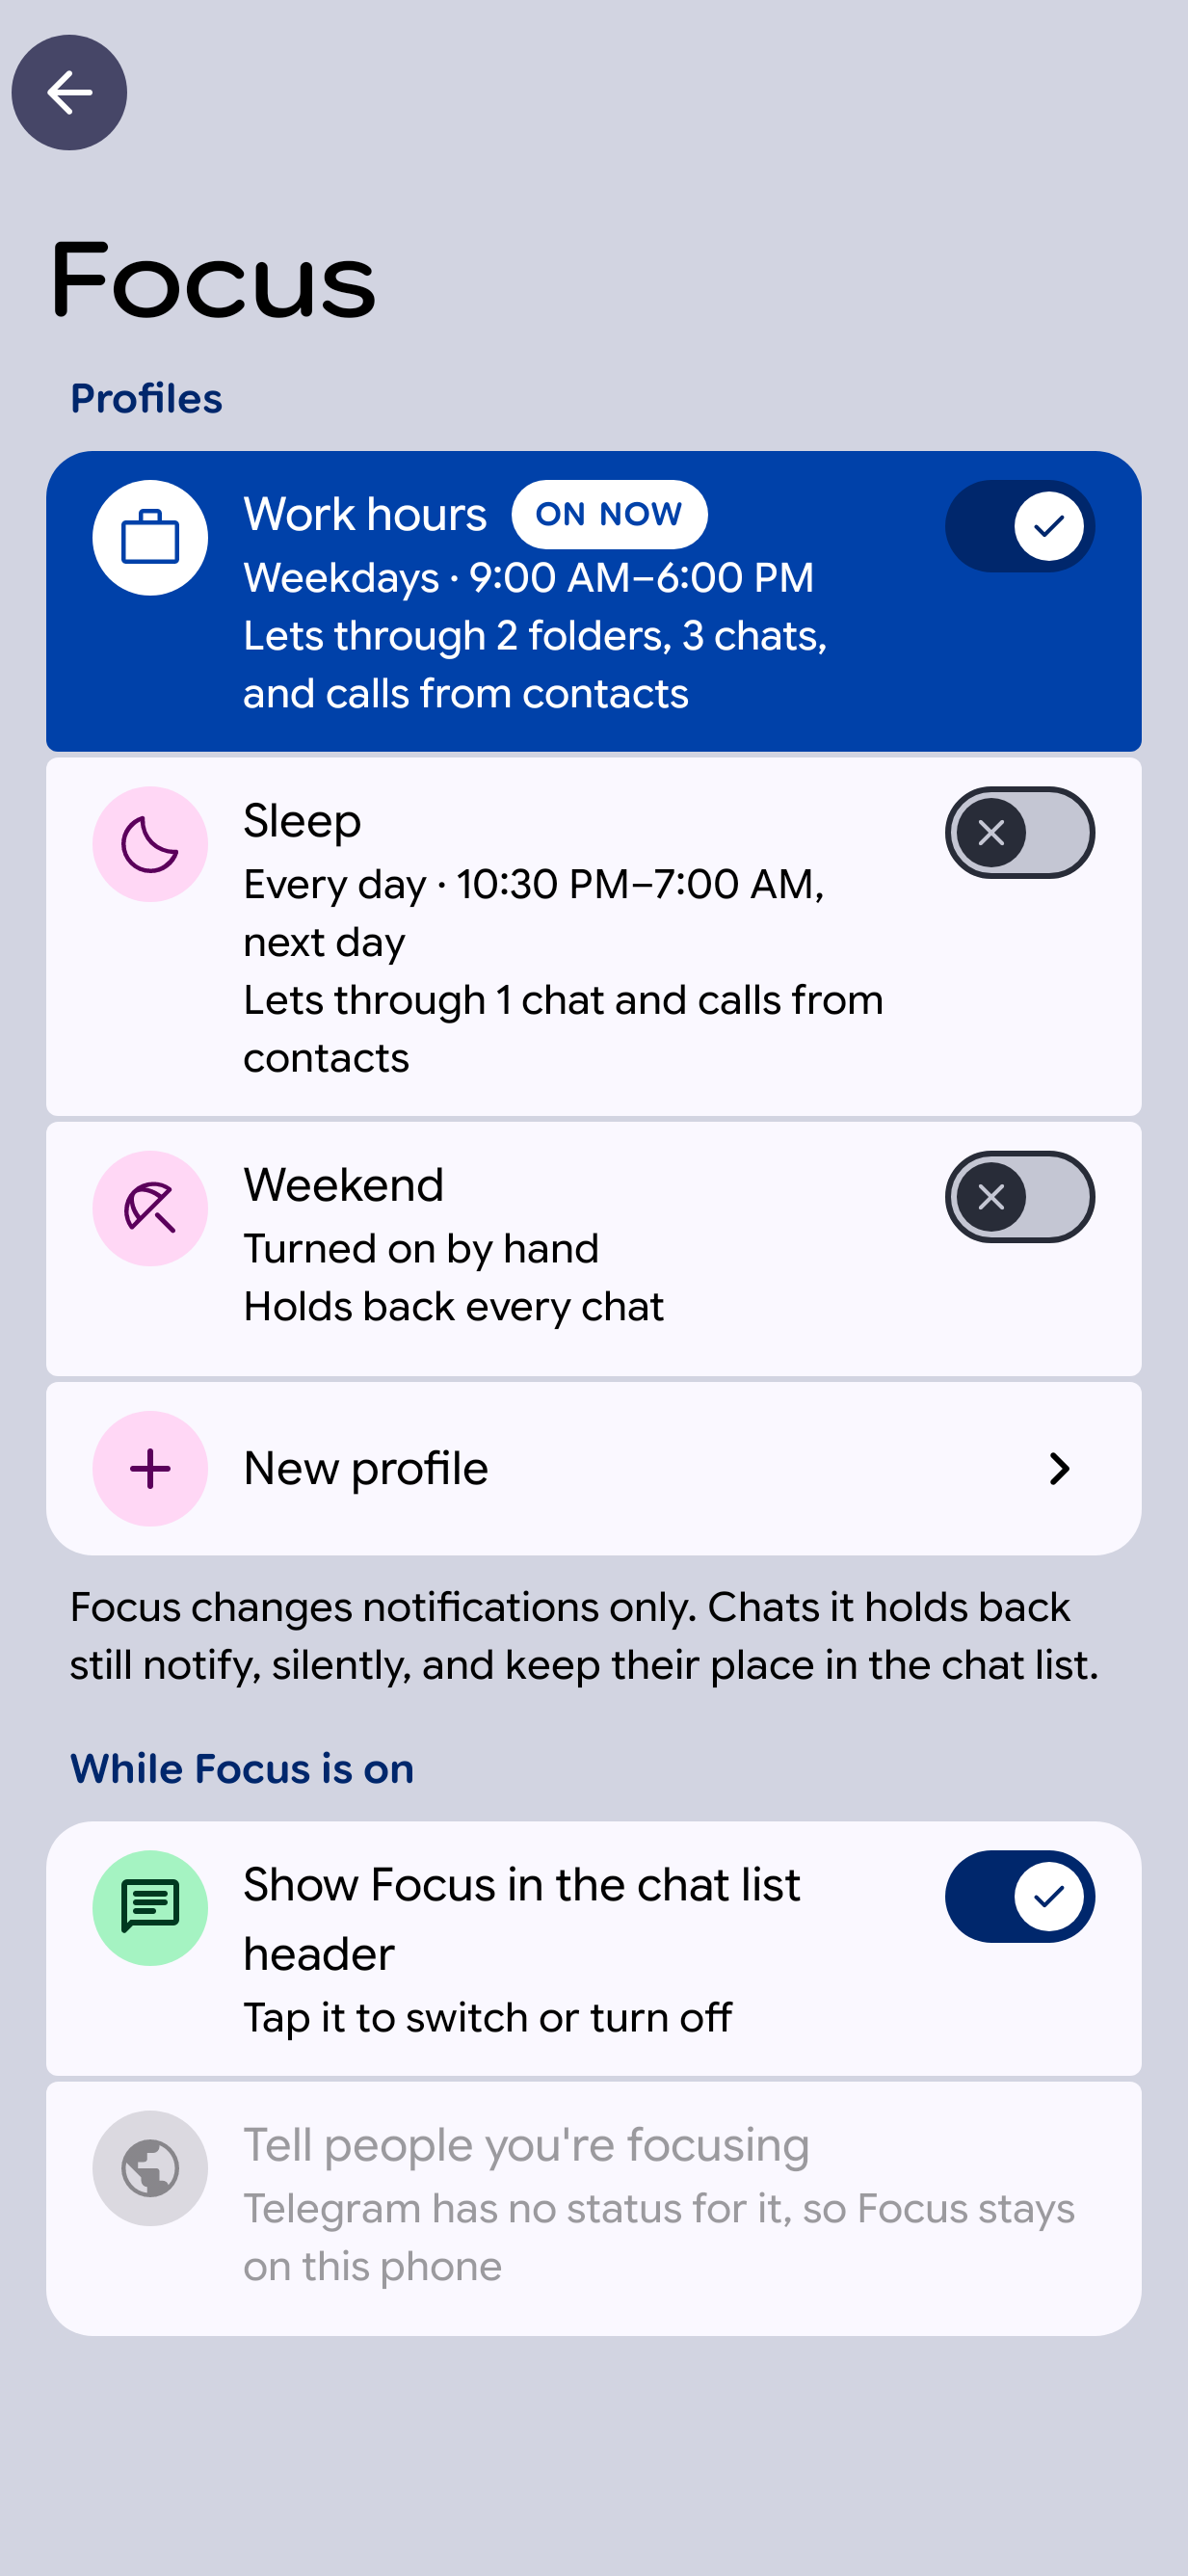 Focus
Profiles
Work hours ON NOW
Weekdays · 9:00 AM–6:00 PM
Lets through 2 folders, 3 chats,
and calls from contacts
Sleep
Every day · 10:30 PM–7:00 AM,
next day
Lets through 1 chat and calls from
contacts
Weekend
Turned on by hand
Holds back every chat
New profile
Focus changes notifications only. Chats it holds back
still notify, silently, and keep their place in the chat list.
While Focus is on
Show Focus in the chat list
header
Tap it to switch or turn off
Tell people you're focusing
Telegram has no status for it, so Focus stays
on this phone